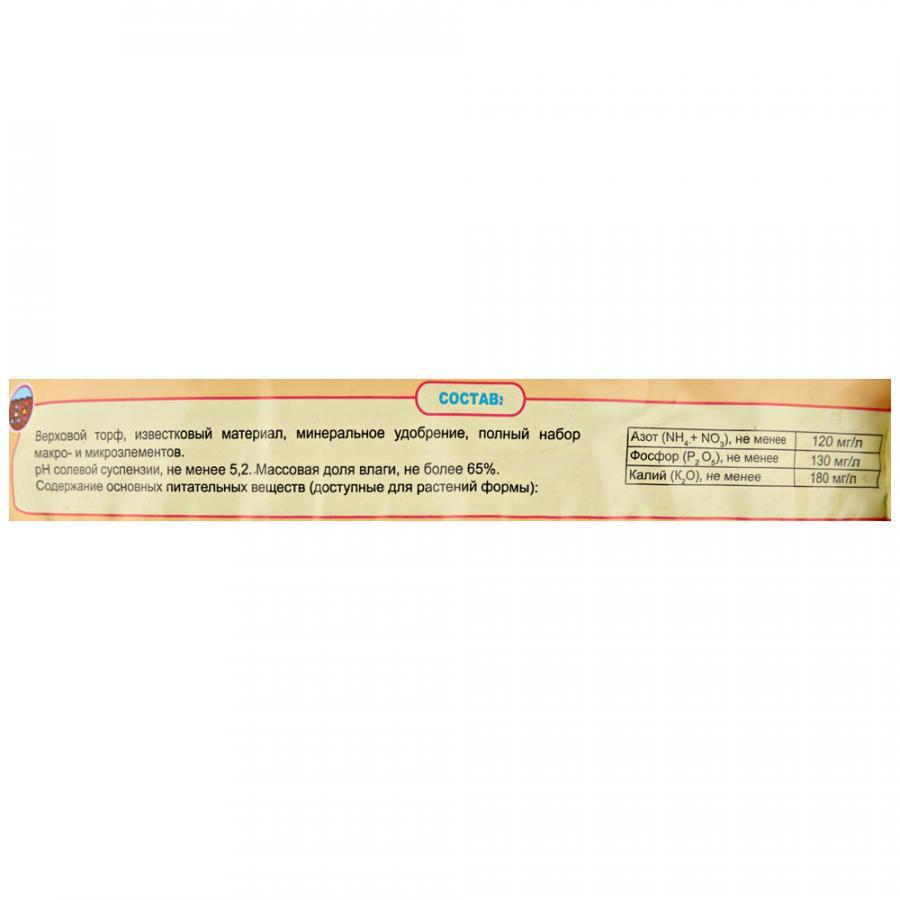 СОСТАВ:
Верховой торф, известковый материал, минеральное удобрение, полный набор
макро- и микроэлементов.
рН солевой суспензии, не менее 5,2. Массовая доля влаги, не более 65%.
Содержание основных питательных веществ (доступные для растений формы):
Азот (NH₄+ NO₃), не менее 120 мг/л
Фосфор (P₂O₅), не менее 130 мг/л
Калий (K₂O), не менее 180 мг/л